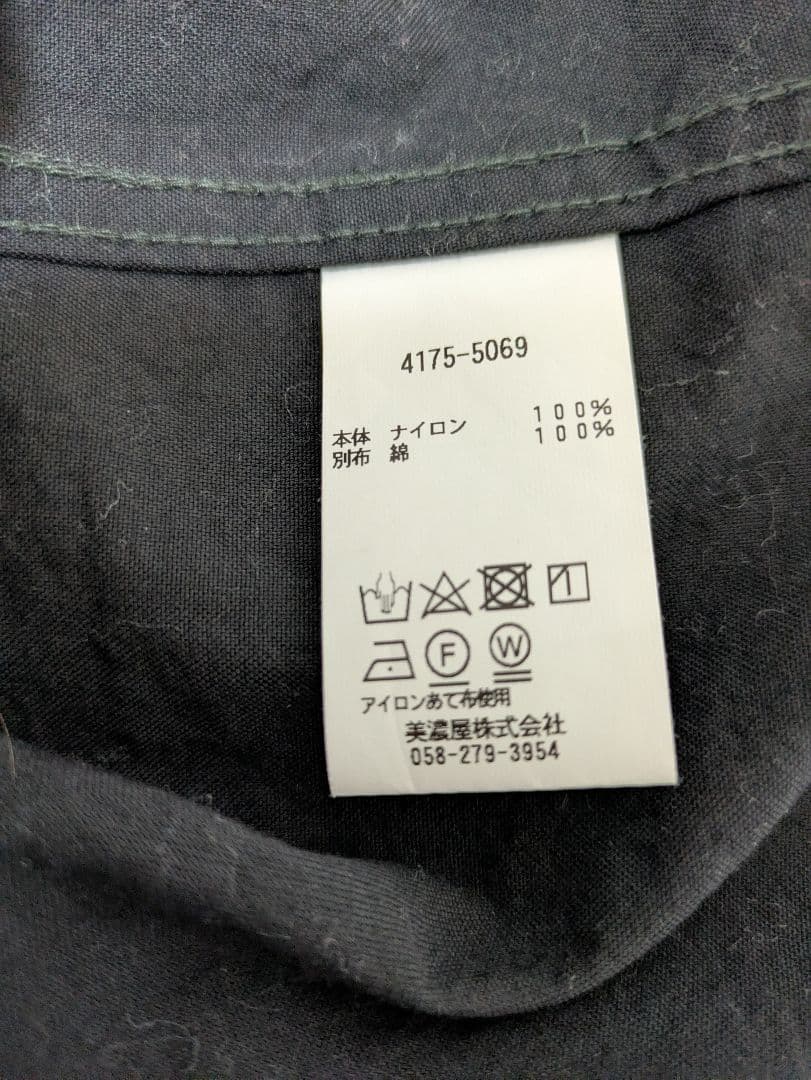 4175-5069
本体 ナイロン 100%
別布 綿 100%
F W
アイロンあて布使用
美濃屋株式会社
058-279-3954